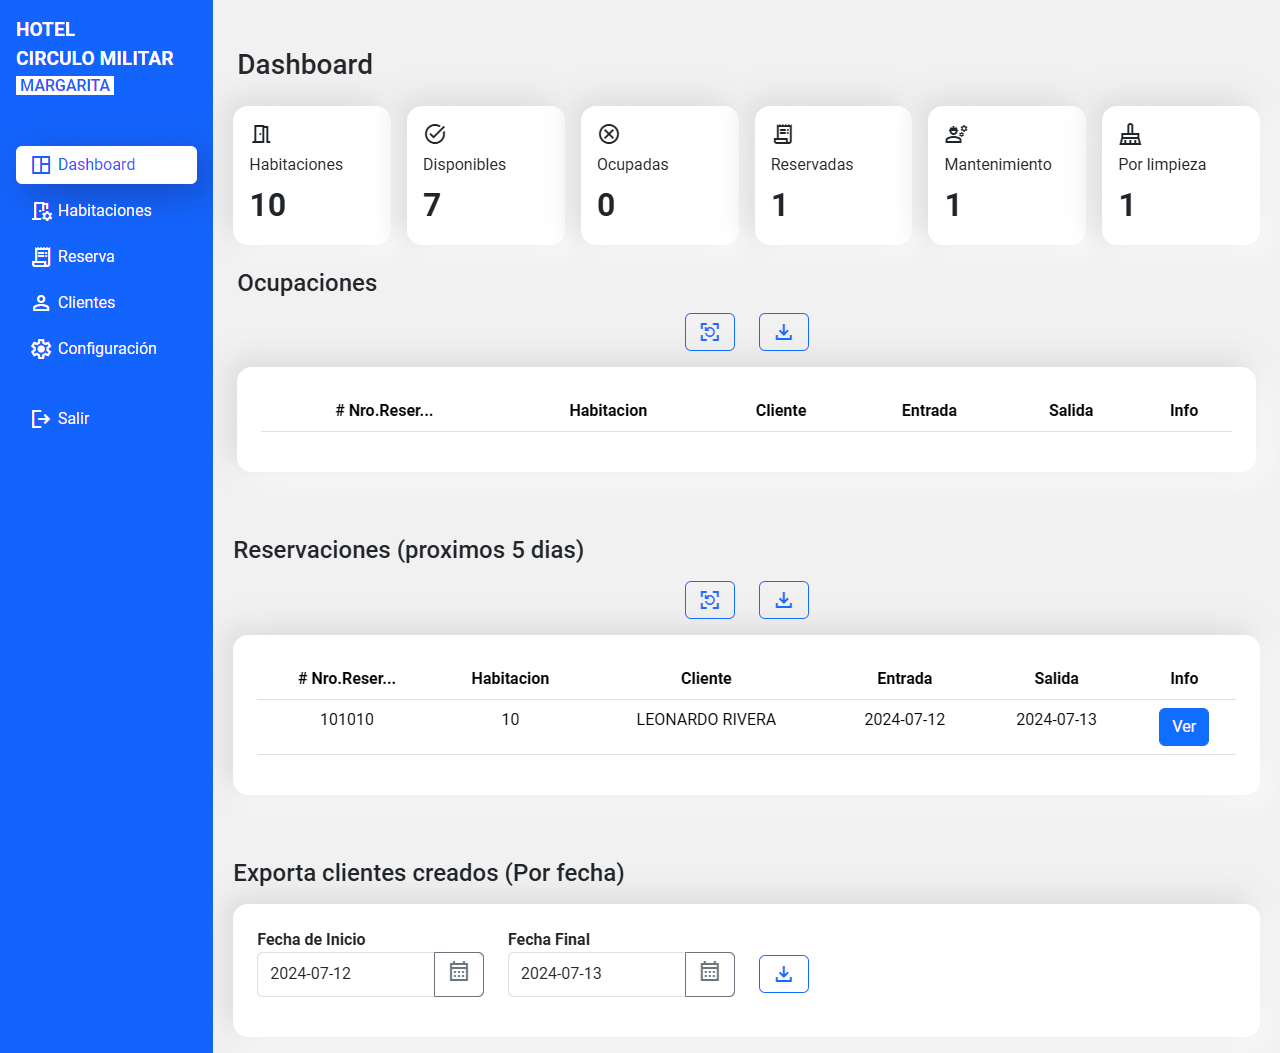 HOTEL
CIRCULO MILITAR
MARGARITA
Dashboard
Habitaciones
Reserva
Clientes
Configuración
Salir
Dashboard
Habitaciones
10
Disponibles
7
Ocupadas
0
Reservadas
1
Mantenimiento
1
Por limpieza
1
Ocupaciones
# Nro.Reser... Habitacion Cliente Entrada Salida Info
Reservaciones (proximos 5 dias)
# Nro.Reser... Habitacion Cliente Entrada Salida Info
101010 10 LEONARDO RIVERA 2024-07-12 2024-07-13 Ver
Exporta clientes creados (Por fecha)
Fecha de Inicio Fecha Final
2024-07-12 2024-07-13